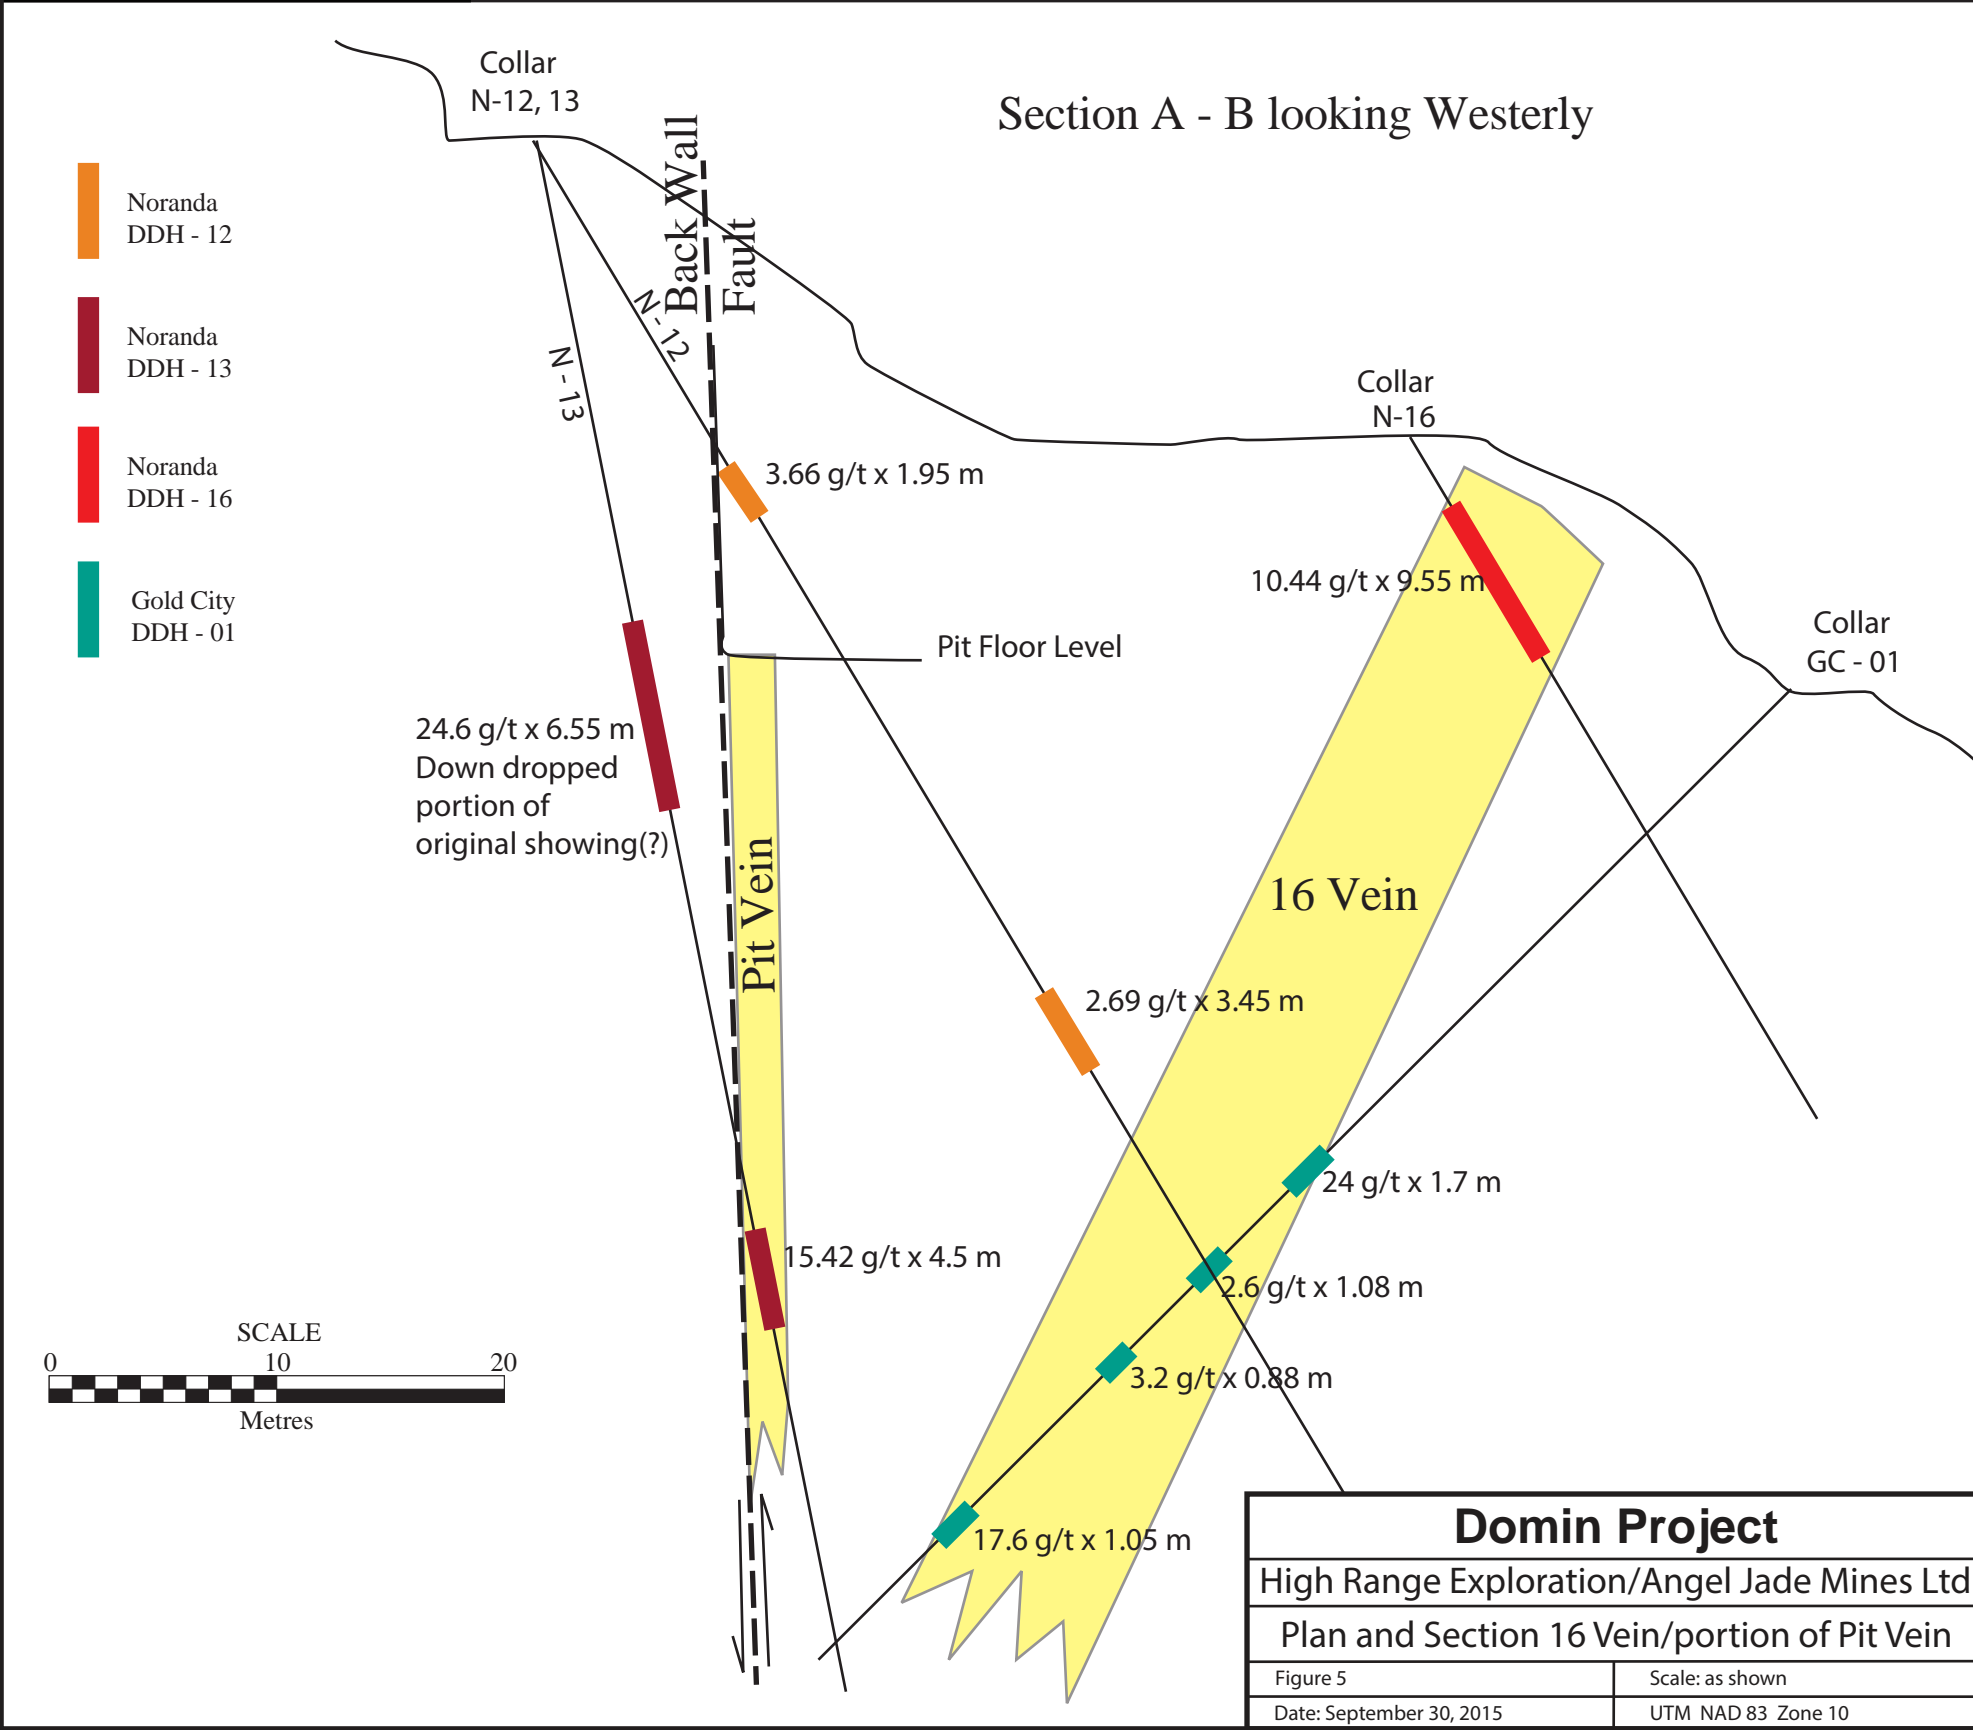 Collar
N-12, 13
Section A - B looking Westerly
Back Wall
Fault
Noranda
DDH - 12
Noranda
DDH - 13
Noranda
DDH - 16
Gold City
DDH - 01
N - 12
N - 13
Collar
N-16
3.66 g/t x 1.95 m
10.44 g/t x 9.55 m
Pit Floor Level
Collar
GC - 01
24.6 g/t x 6.55 m
Down dropped
portion of
original showing(?)
Pit Vein
16 Vein
2.69 g/t x 3.45 m
24 g/t x 1.7 m
15.42 g/t x 4.5 m
2.6 g/t x 1.08 m
3.2 g/t x 0.88 m
17.6 g/t x 1.05 m
SCALE
0 10 20
Metres
Domin Project
High Range Exploration/Angel Jade Mines Ltd
Plan and Section 16 Vein/portion of Pit Vein
Figure 5 Scale: as shown
Date: September 30, 2015 UTM NAD 83 Zone 10